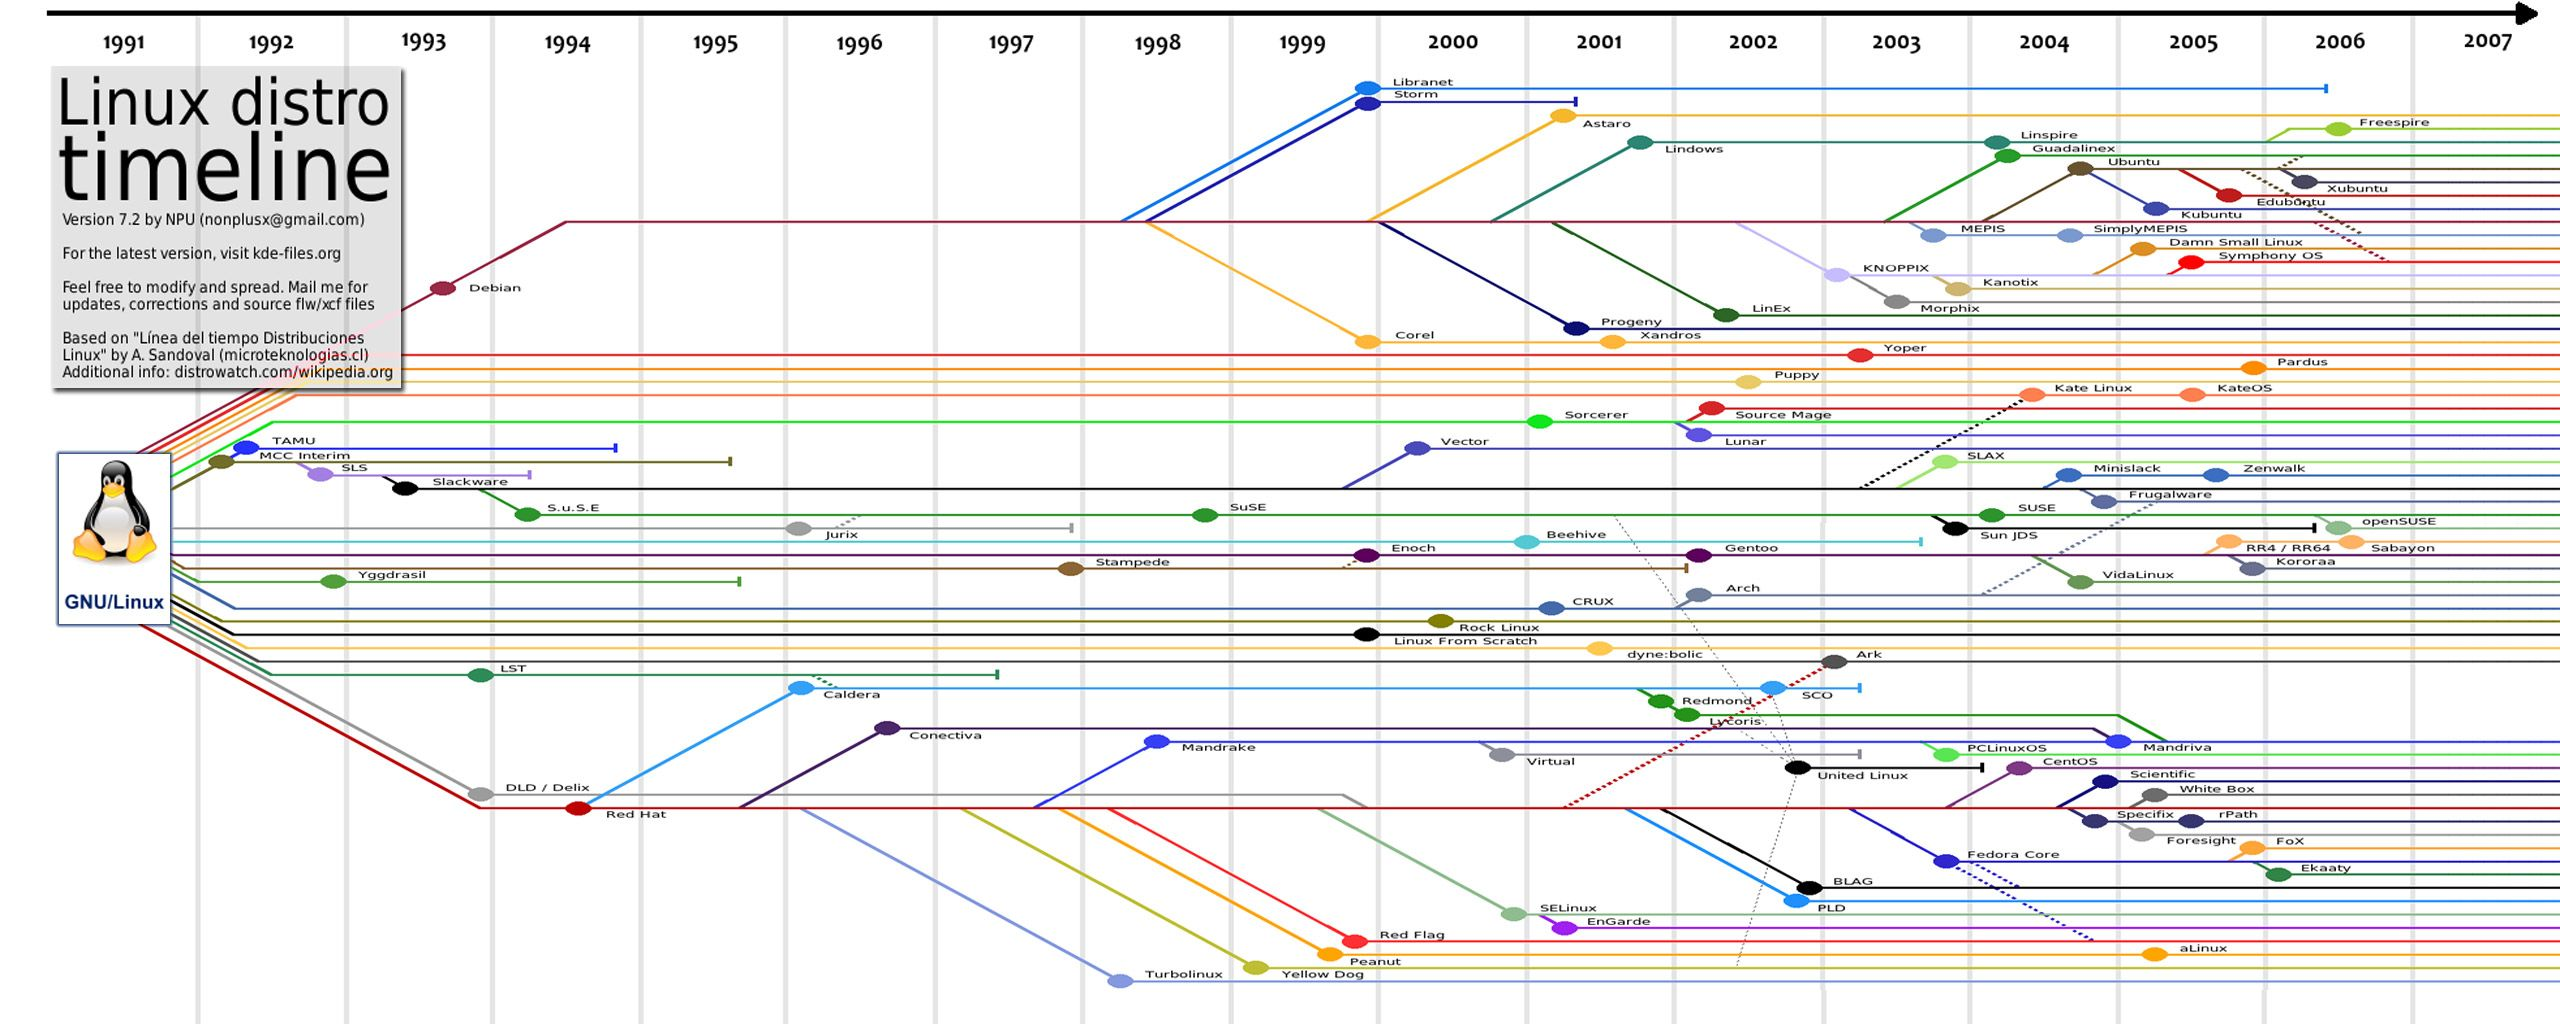 1991 1992 1993 1994 1995 1996 1997 1998 1999 2000 2001 2002 2003 2004 2005 2006 2007
Linux distro
timeline
Version 7.2 by NPU (nonplusx@gmail.com)
For the latest version, visit kde-files.org
Feel free to modify and spread. Mail me for
updates, corrections and source flw/xcf files
Based on "Línea del tiempo Distribuciones
Linux" by A. Sandoval (microteknologias.cl)
Additional info: distrowatch.com/wikipedia.org
GNU/Linux
Libranet
Storm
Astaro
Freespire
Linspire
Lindows
Guadalinex
Ubuntu
Xubuntu
Edubuntu
Kubuntu
MEPIS
SimplyMEPIS
Damn Small Linux
Symphony OS
KNOPPIX
Kanotix
Debian
Morphix
LinEx
Progeny
Corel
Xandros
Yoper
Pardus
Puppy
Kate Linux
KateOS
Sorcerer
Source Mage
TAMU
Vector
Lunar
MCC Interim
SLAX
SLS
Minislack
Zenwalk
Slackware
Frugalware
S.u.S.E
SuSE
SUSE
openSUSE
Jurix
Beehive
Sun JDS
Enoch
Gentoo
RR4 / RR64
Sabayon
Stampede
Kororaa
Yggdrasil
VidaLinux
Arch
CRUX
Rock Linux
Linux From Scratch
dyne:bolic
Ark
LST
Caldera
SCO
Redmond
Lycoris
Conectiva
Mandrake
Mandriva
Virtual
PCLinuxOS
CentOS
United Linux
Scientific
DLD / Delix
White Box
Red Hat
Specifix
rPath
Foresight
FoX
Fedora Core
Ekaaty
BLAG
PLD
SELinux
EnGarde
Red Flag
aLinux
Peanut
Turbolinux
Yellow Dog